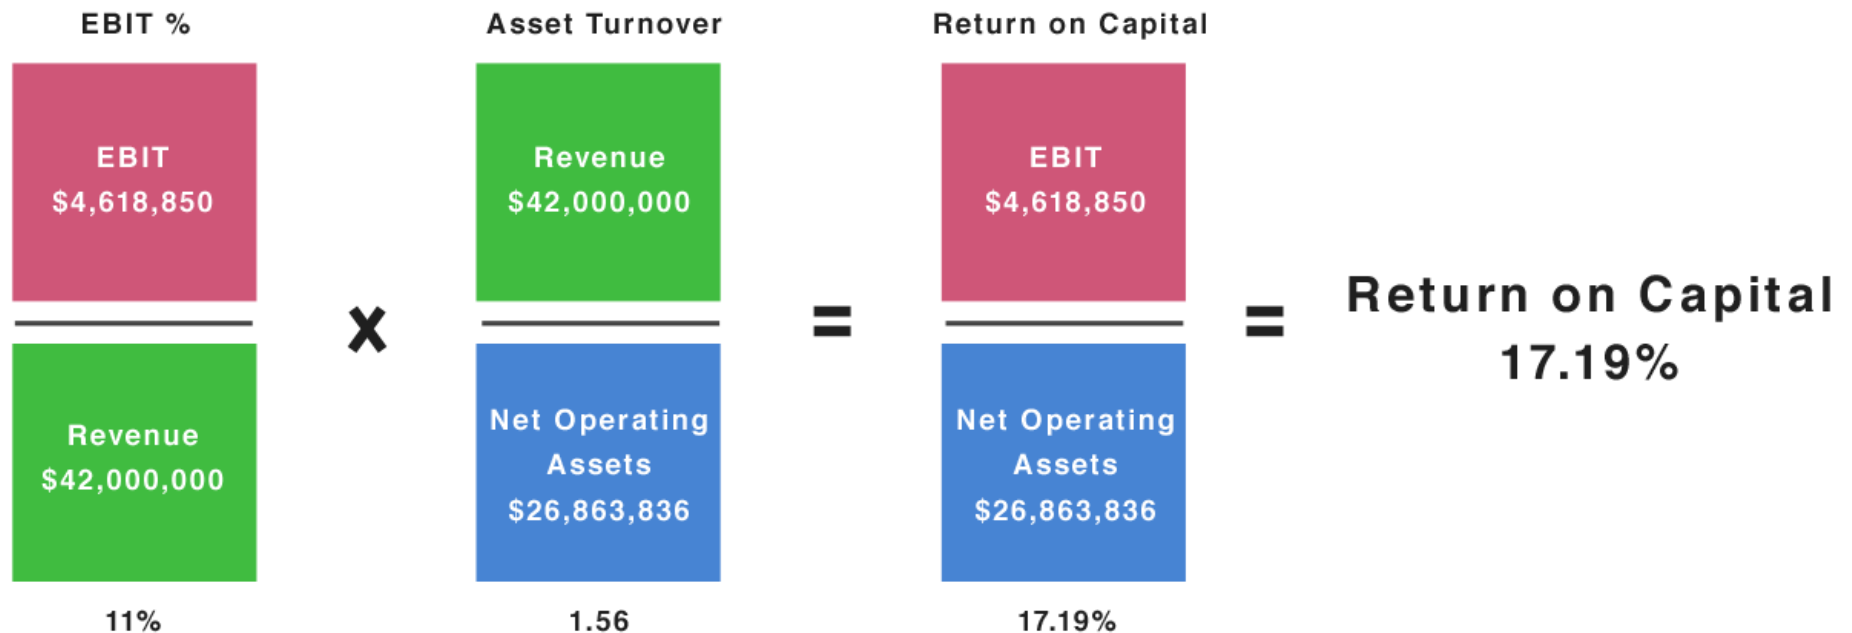 EBIT %
Asset Turnover
Return on Capital
EBIT
$4,618,850
Revenue
$42,000,000
EBIT
$4,618,850
x
=
=
Return on Capital
17.19%
Revenue
$42,000,000
Net Operating
Assets
$26,863,836
Net Operating
Assets
$26,863,836
11%
1.56
17.19%